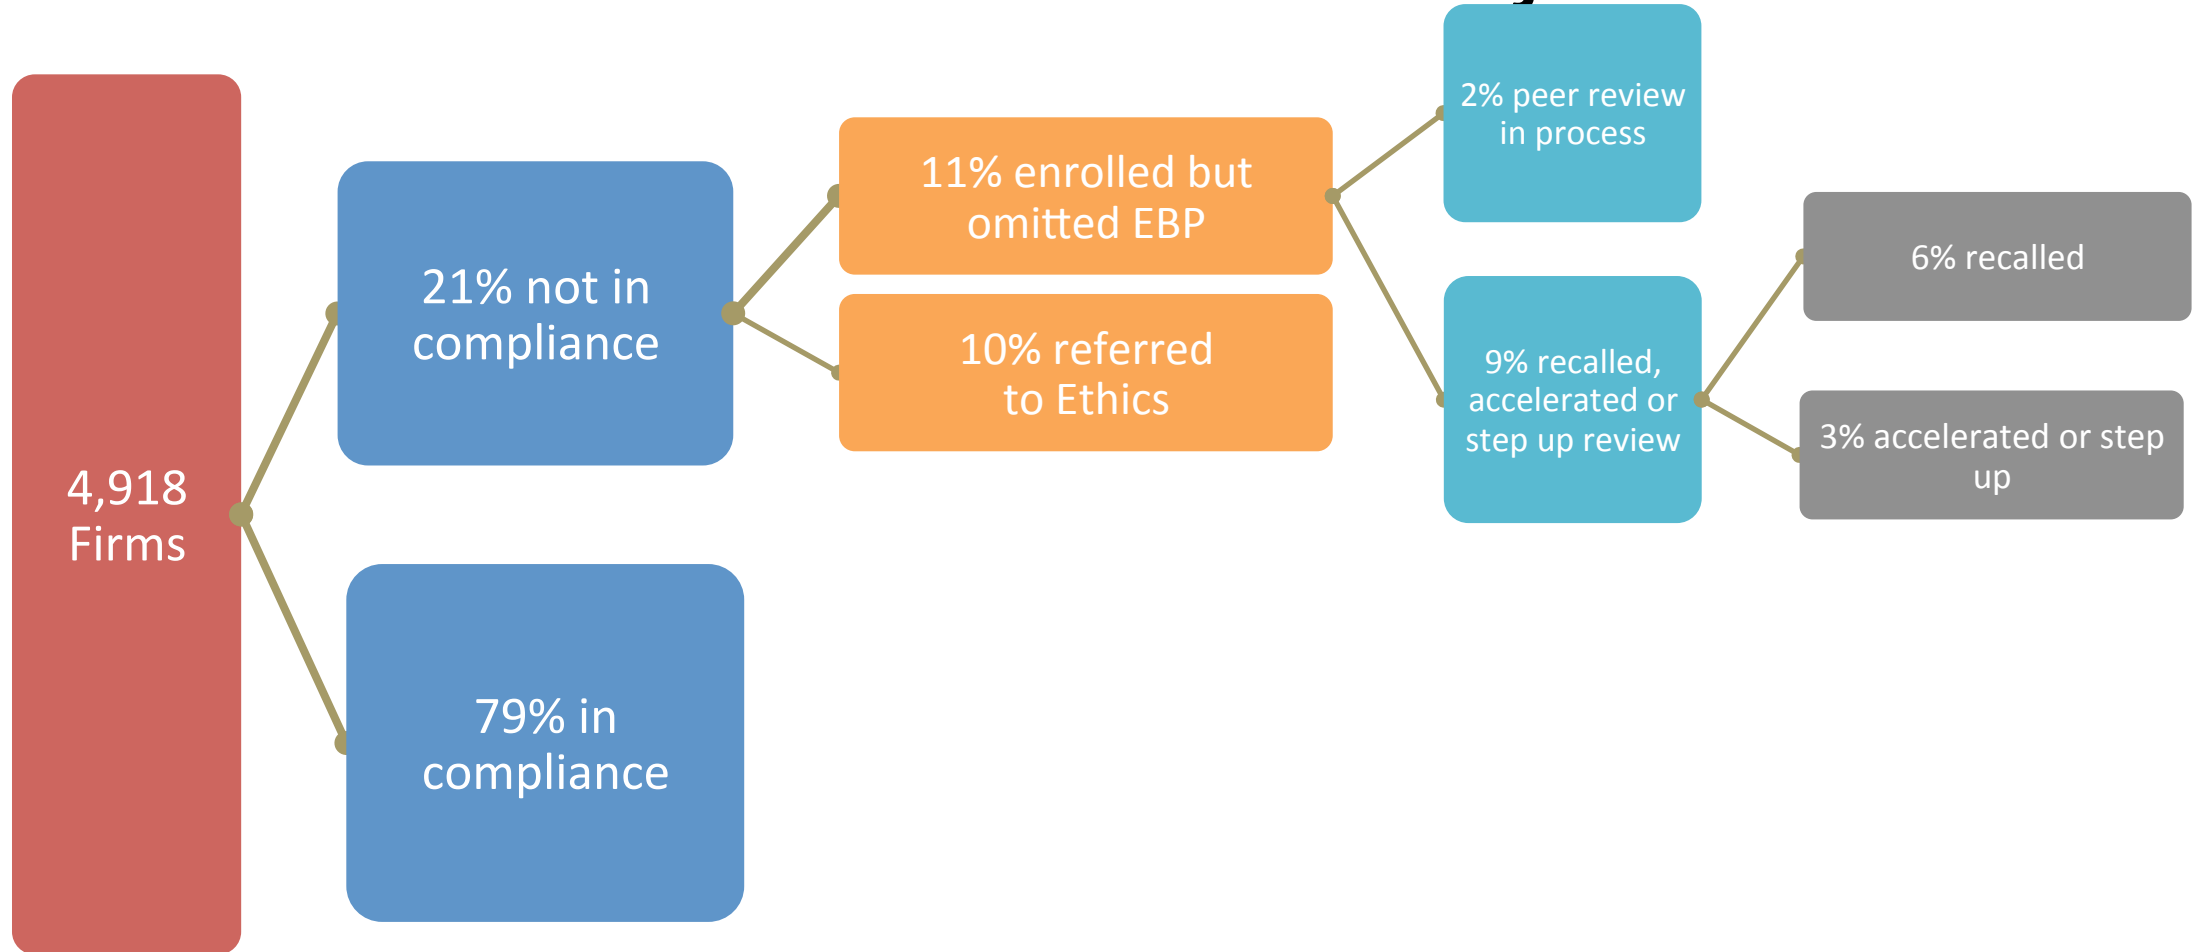 4,918
Firms
21% not in
compliance
79% in
compliance
11% enrolled but
omitted EBP
10% referred
to Ethics
2% peer review
in process
9% recalled,
accelerated or
step up review
6% recalled
3% accelerated or step
up